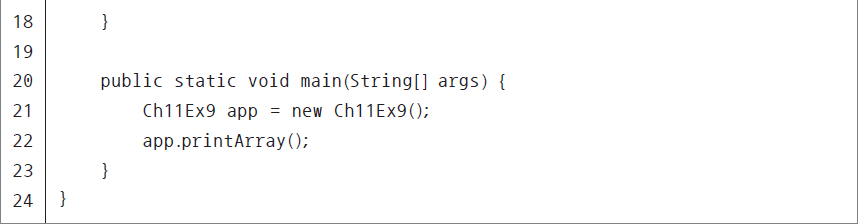 18    }
19
20    public static void main(String[] args) {
21        Ch11Ex9 app = new Ch11Ex9();
22        app.printArray();
23    }
24 }